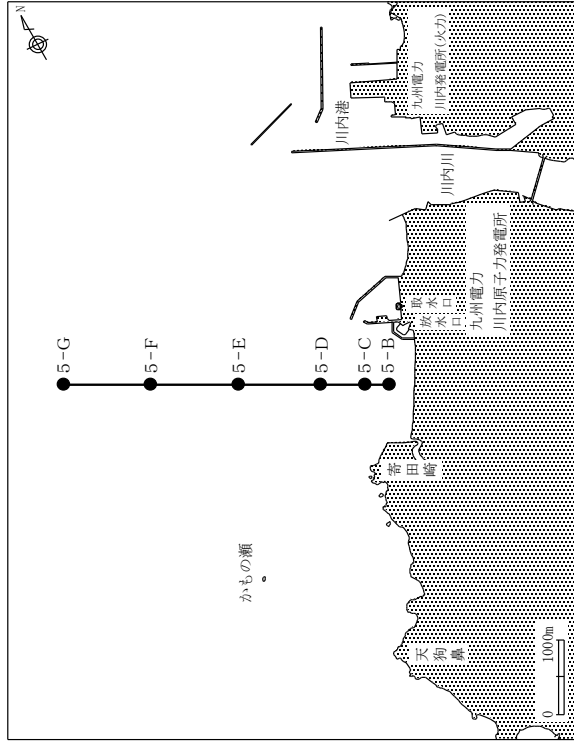 N
5-G
5-F
5-E
5-D
5-C
5-B
かもの瀬
川内港
九州電力
川内発電所(火力)
川内川
取水口
放水口
九州電力
川内原子力発電所
寄田崎
天狗鼻
0 1000m